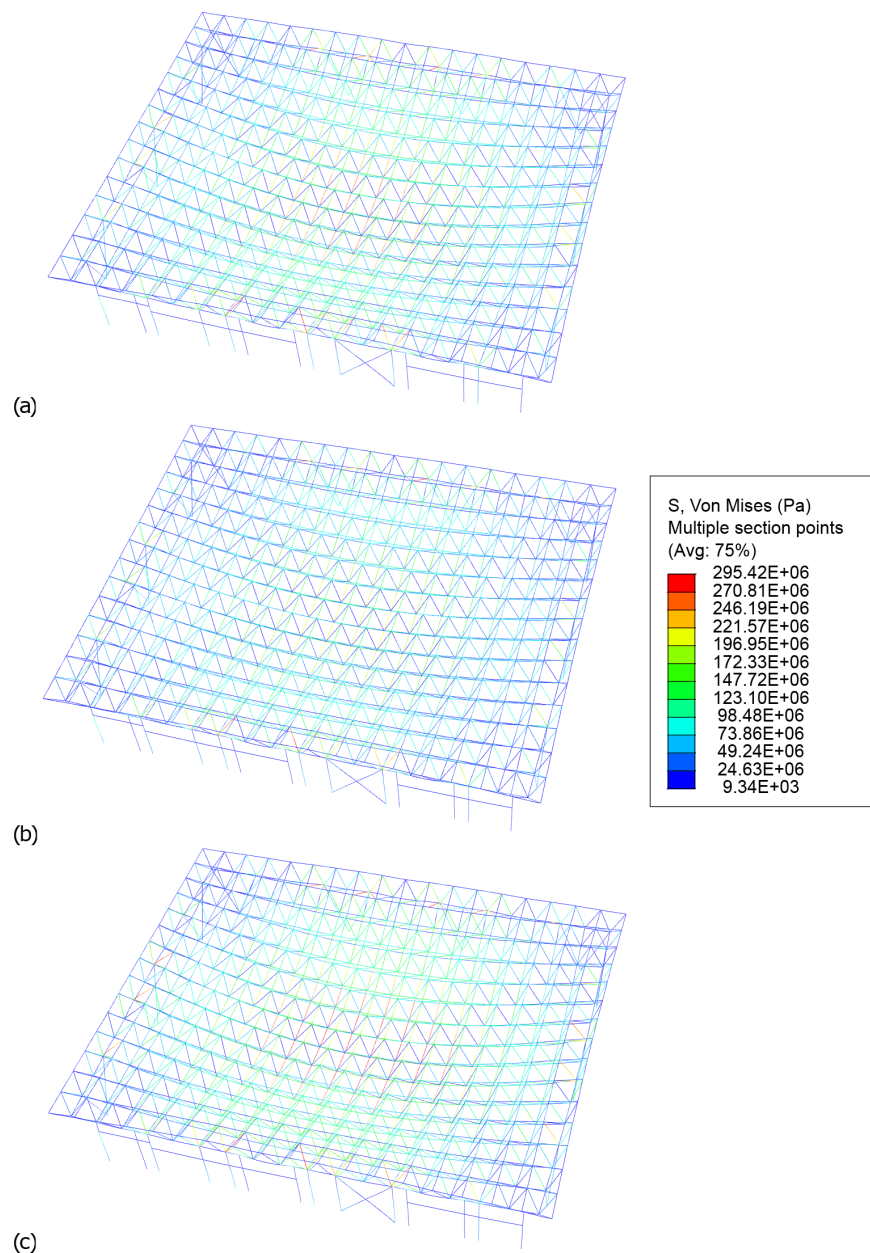 (a)
(b)
S, Von Mises (Pa)
Multiple section points
(Avg: 75%)
295.42E+06
270.81E+06
246.19E+06
221.57E+06
196.95E+06
172.33E+06
147.72E+06
123.10E+06
98.48E+06
73.86E+06
49.24E+06
24.63E+06
9.34E+03
(c)